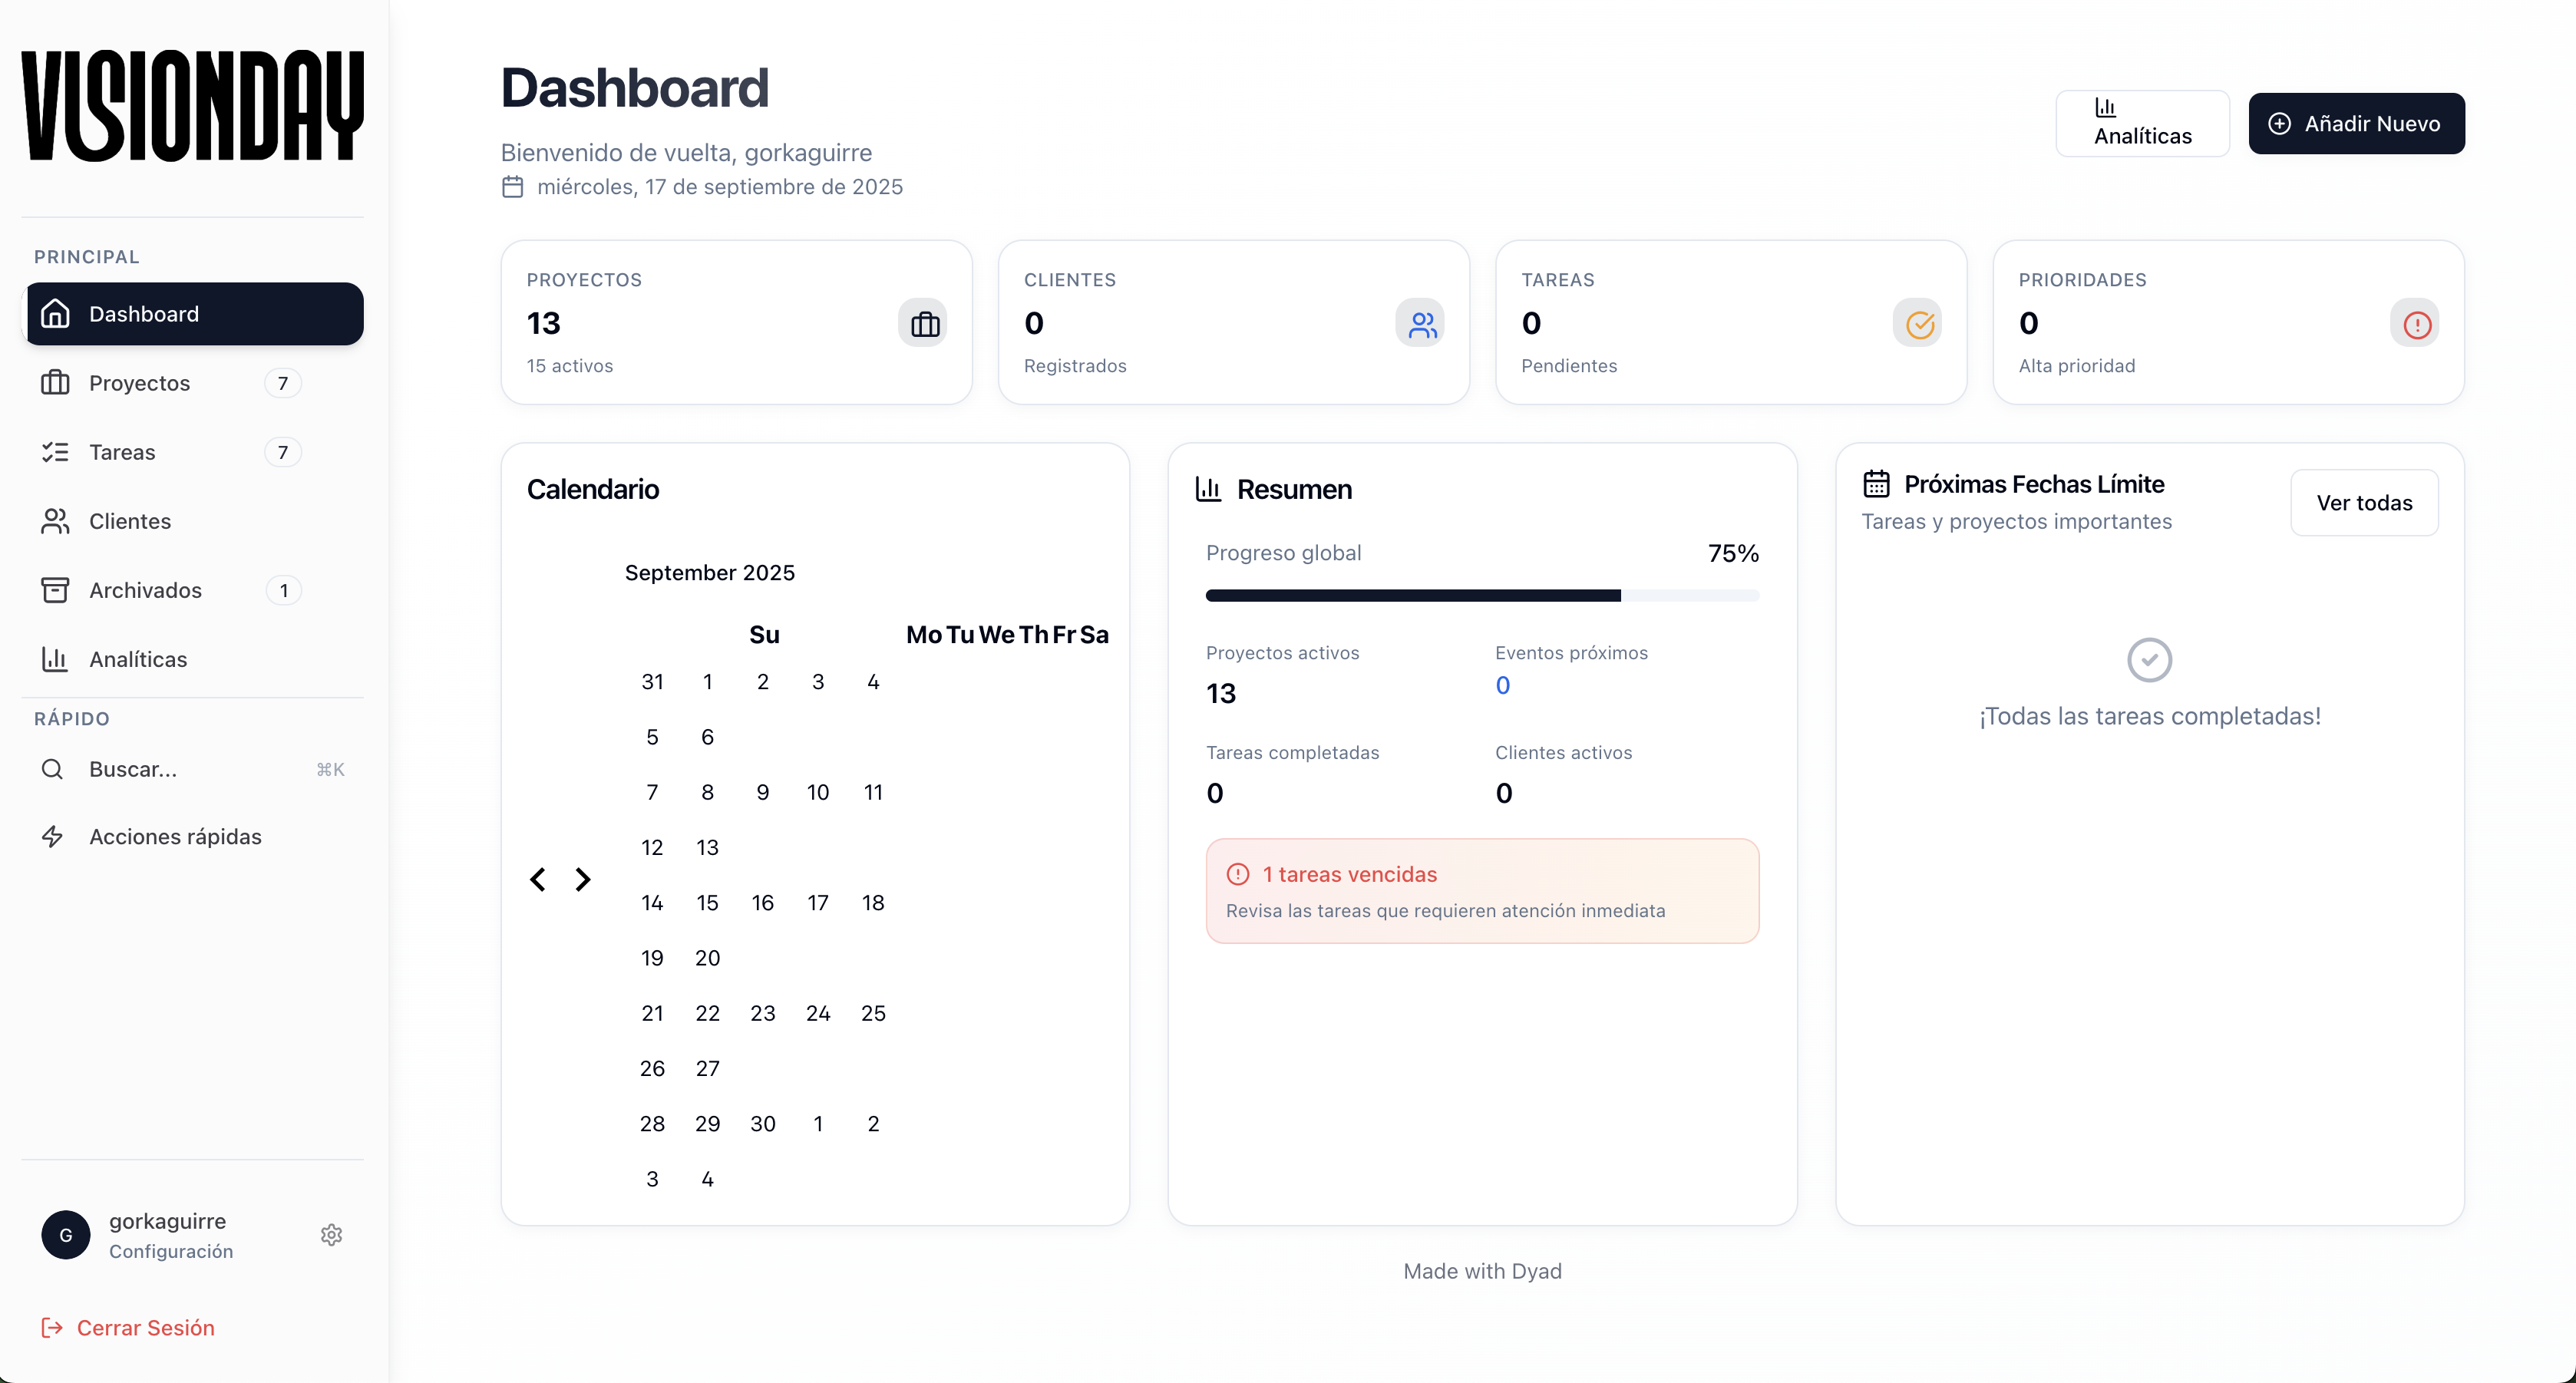 VISIONDAY
PRINCIPAL
Dashboard
Proyectos 7
Tareas 7
Clientes
Archivados 1
Analíticas
RÁPIDO
Buscar... ⌘K
Acciones rápidas
G
gorkaguirre
Configuración
Cerrar Sesión
Dashboard
Bienvenido de vuelta, gorkaguirre
miércoles, 17 de septiembre de 2025
Analíticas
Añadir Nuevo
PROYECTOS
13
15 activos
CLIENTES
0
Registrados
TAREAS
0
Pendientes
PRIORIDADES
0
Alta prioridad
Calendario
September 2025
Su Mo Tu We Th Fr Sa
31 1 2 3 4
5 6
7 8 9 10 11
12 13
14 15 16 17 18
19 20
21 22 23 24 25
26 27
28 29 30 1 2
3 4
Resumen
Progreso global 75%
Proyectos activos
13
Eventos próximos
0
Tareas completadas
0
Clientes activos
0
1 tareas vencidas
Revisa las tareas que requieren atención inmediata
Próximas Fechas Límite
Tareas y proyectos importantes
Ver todas
¡Todas las tareas completadas!
Made with Dyad